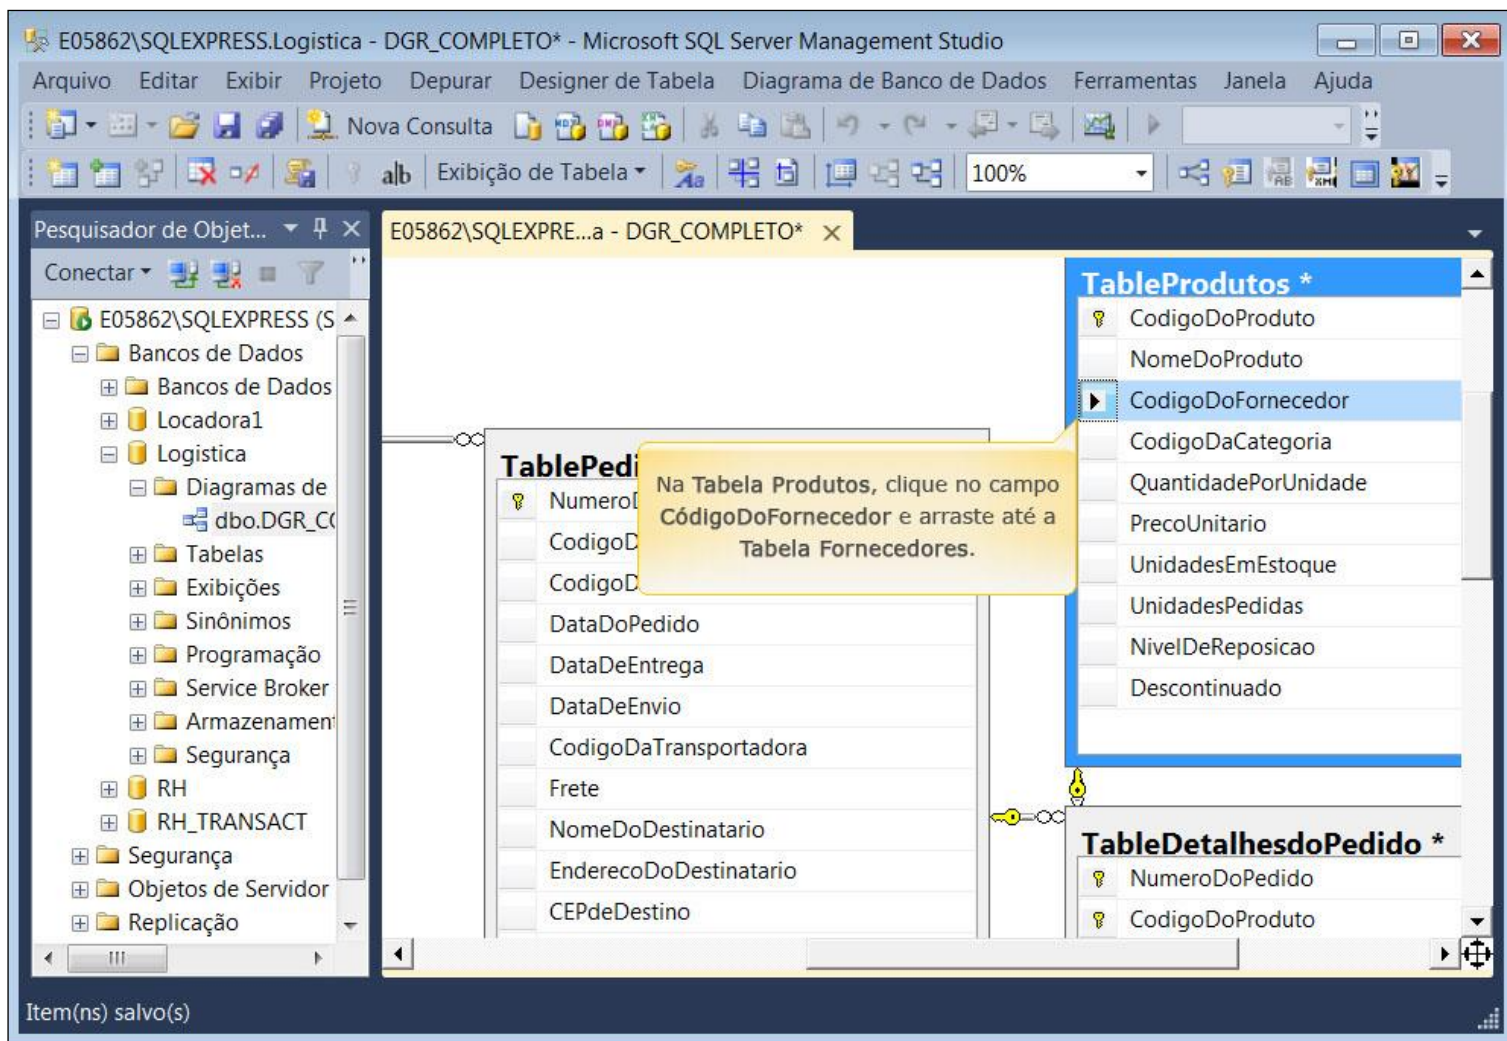 E05862\SQLEXPRESS.Logistica - DGR_COMPLETO* - Microsoft SQL Server Management Studio
Arquivo Editar Exibir Projeto Depurar Designer de Tabela Diagrama de Banco de Dados Ferramentas Janela Ajuda
Nova Consulta
a|b Exibição de Tabela 100%
Pesquisador de Objet...
E05862\SQLEXPRE...a - DGR_COMPLETO*
Conectar
E05862\SQLEXPRESS (S
Bancos de Dados
Bancos de Dados
Locadora1
Logistica
Diagramas de
dbo.DGR_C
Tabelas
Exibições
Sinônimos
Programação
Service Broker
Armazenament
Segurança
RH
RH_TRANSACT
Segurança
Objetos de Servidor
Replicação
TablePedi
NumeroD
CodigoD
CodigoD
DataDoPedido
DataDeEntrega
DataDeEnvio
CodigoDaTransportadora
Frete
NomeDoDestinatario
EnderecoDoDestinatario
CEPdeDestino
Na Tabela Produtos, clique no campo
CódigoDoFornecedor e arraste até a
Tabela Fornecedores.
TableProdutos *
CodigoDoProduto
NomeDoProduto
CodigoDoFornecedor
CodigoDaCategoria
QuantidadePorUnidade
PrecoUnitario
UnidadesEmEstoque
UnidadesPedidas
NivelDeReposicao
Descontinuado
TableDetalhesdoPedido *
NumeroDoPedido
CodigoDoProduto
Item(ns) salvo(s)